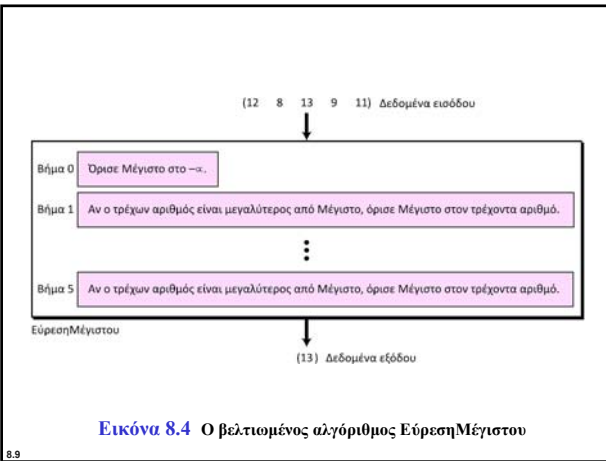 (12 8 13 9 11) Δεδομένα εισόδου
Βήμα 0 Όρισε Μέγιστο στο –∝.
Βήμα 1 Αν ο τρέχων αριθμός είναι μεγαλύτερος από Μέγιστο, όρισε Μέγιστο στον τρέχοντα αριθμό.
Βήμα 5 Αν ο τρέχων αριθμός είναι μεγαλύτερος από Μέγιστο, όρισε Μέγιστο στον τρέχοντα αριθμό.
ΕύρεσηΜέγιστου
(13) Δεδομένα εξόδου
Εικόνα 8.4 Ο βελτιωμένος αλγόριθμος ΕύρεσηΜέγιστου
8.9